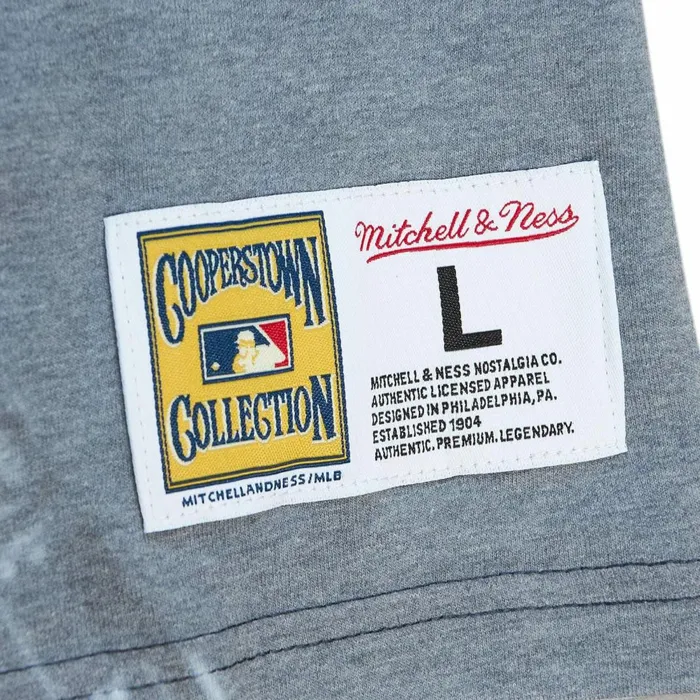 COOPERSTOWN
COLLECTION
MITCHELLANDNESS/MLB
Mitchell & Ness
L
MITCHELL & NESS NOSTALGIA CO.
AUTHENTIC LICENSED APPAREL
DESIGNED IN PHILADELPHIA, PA.
ESTABLISHED 1904
AUTHENTIC. PREMIUM. LEGENDARY.